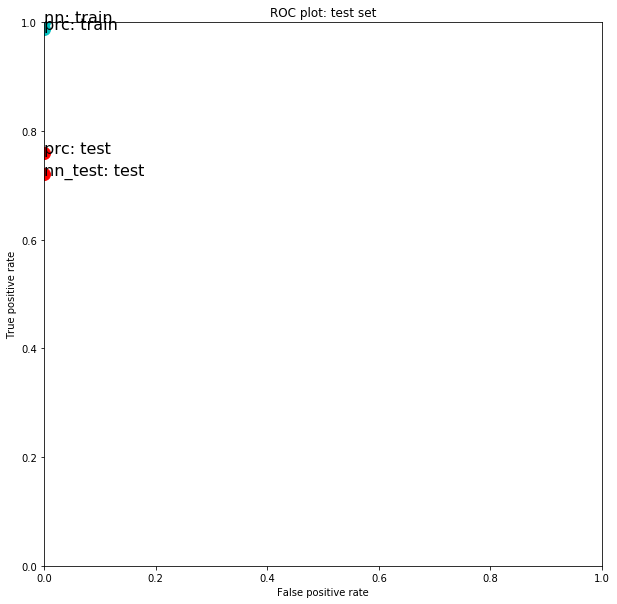 ROC plot: test set
nn: train
prc: train
prc: test
nn_test: test
True positive rate
1.0
0.8
0.6
0.4
0.2
0.0
0.0 0.2 0.4 0.6 0.8 1.0
False positive rate